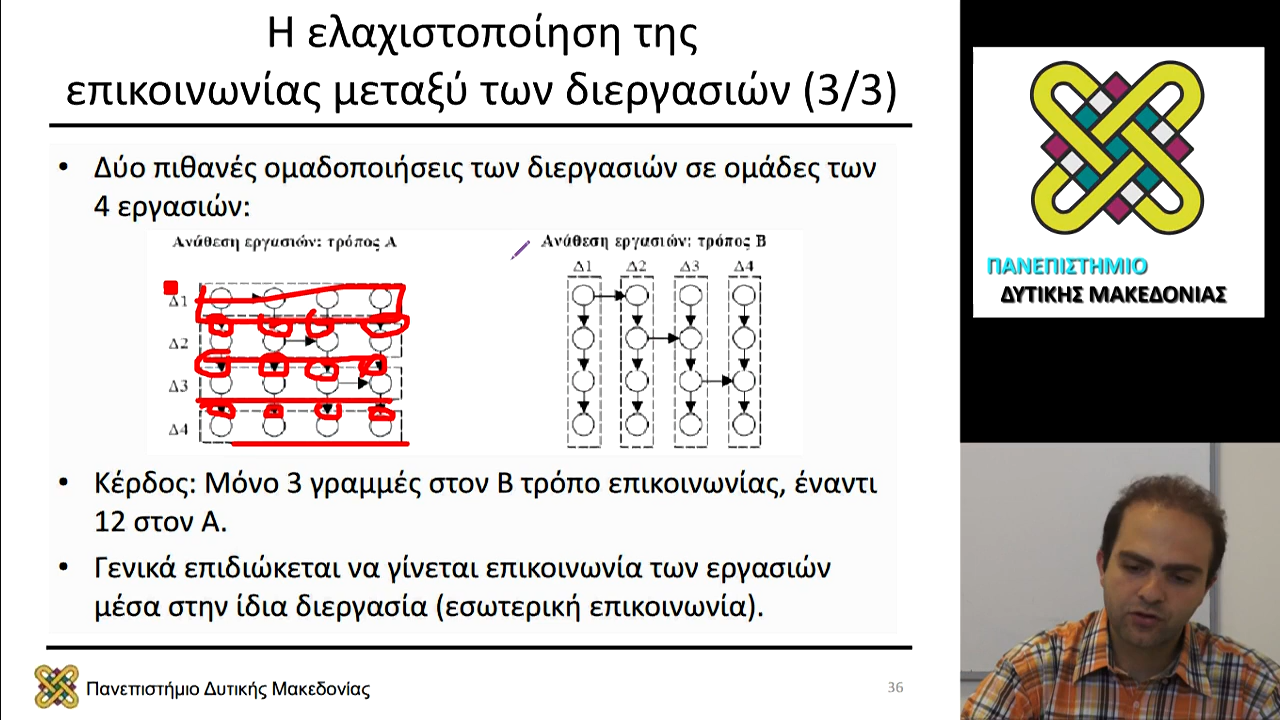 Η ελαχιστοποίηση της
επικοινωνίας μεταξύ των διεργασιών (3/3)
• Δύο πιθανές ομαδοποιήσεις των διεργασιών σε ομάδες των
4 εργασιών:
Ανάθεση εργασιών: τρόπος Α
Δ1
Δ2
Δ3
Δ4
Ανάθεση εργασιών: τρόπος Β
Δ1 Δ2 Δ3 Δ4
• Κέρδος: Μόνο 3 γραμμές στον Β τρόπο επικοινωνίας, έναντι
12 στον Α.
• Γενικά επιδιώκεται να γίνεται επικοινωνία των εργασιών
μέσα στην ίδια διεργασία (εσωτερική επικοινωνία).
Πανεπιστήμιο Δυτικής Μακεδονίας
36
ΠΑΝΕΠΙΣΤΗΜΙΟ
ΔΥΤΙΚΗΣ ΜΑΚΕΔΟΝΙΑΣ